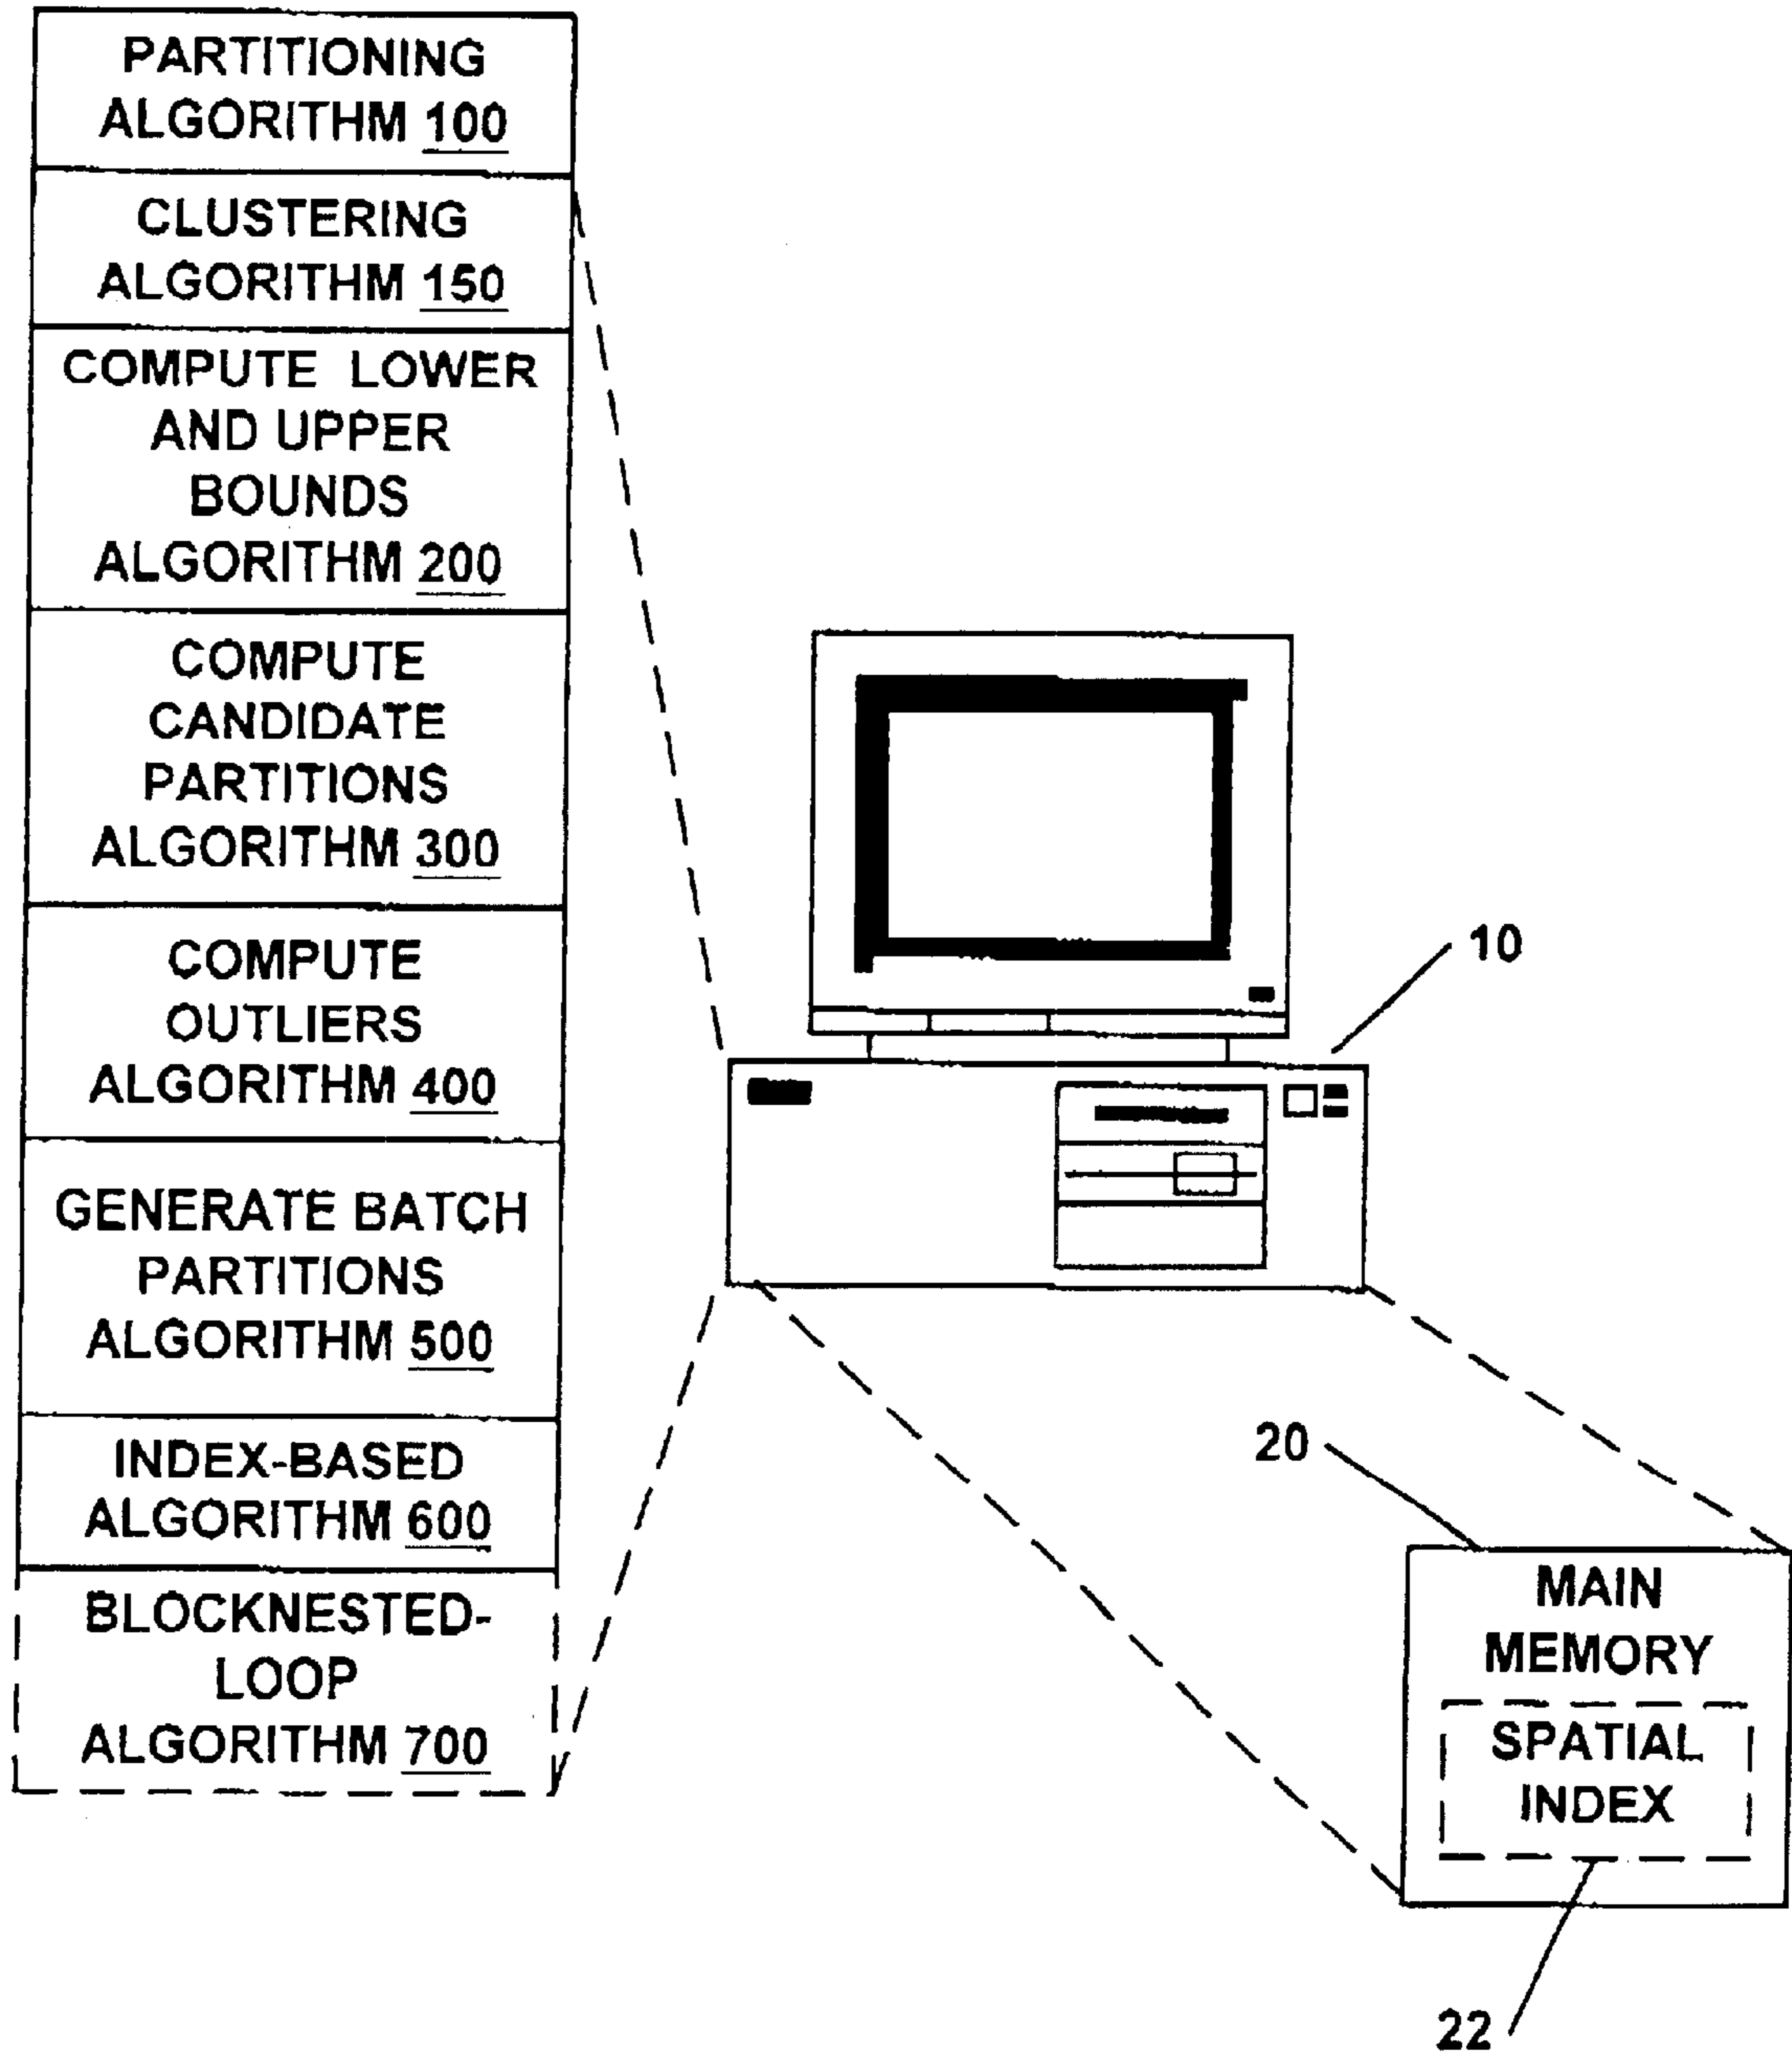 PARTITIONING
ALGORITHM 100
CLUSTERING
ALGORITHM 150
COMPUTE LOWER
AND UPPER
BOUNDS
ALGORITHM 200
COMPUTE
CANDIDATE
PARTITIONS
ALGORITHM 300
COMPUTE
OUTLIERS
ALGORITHM 400
GENERATE BATCH
PARTITIONS
ALGORITHM 500
INDEX-BASED
ALGORITHM 600
BLOCKNESTED-
LOOP
ALGORITHM 700
10
20
MAIN
MEMORY
SPATIAL
INDEX
22